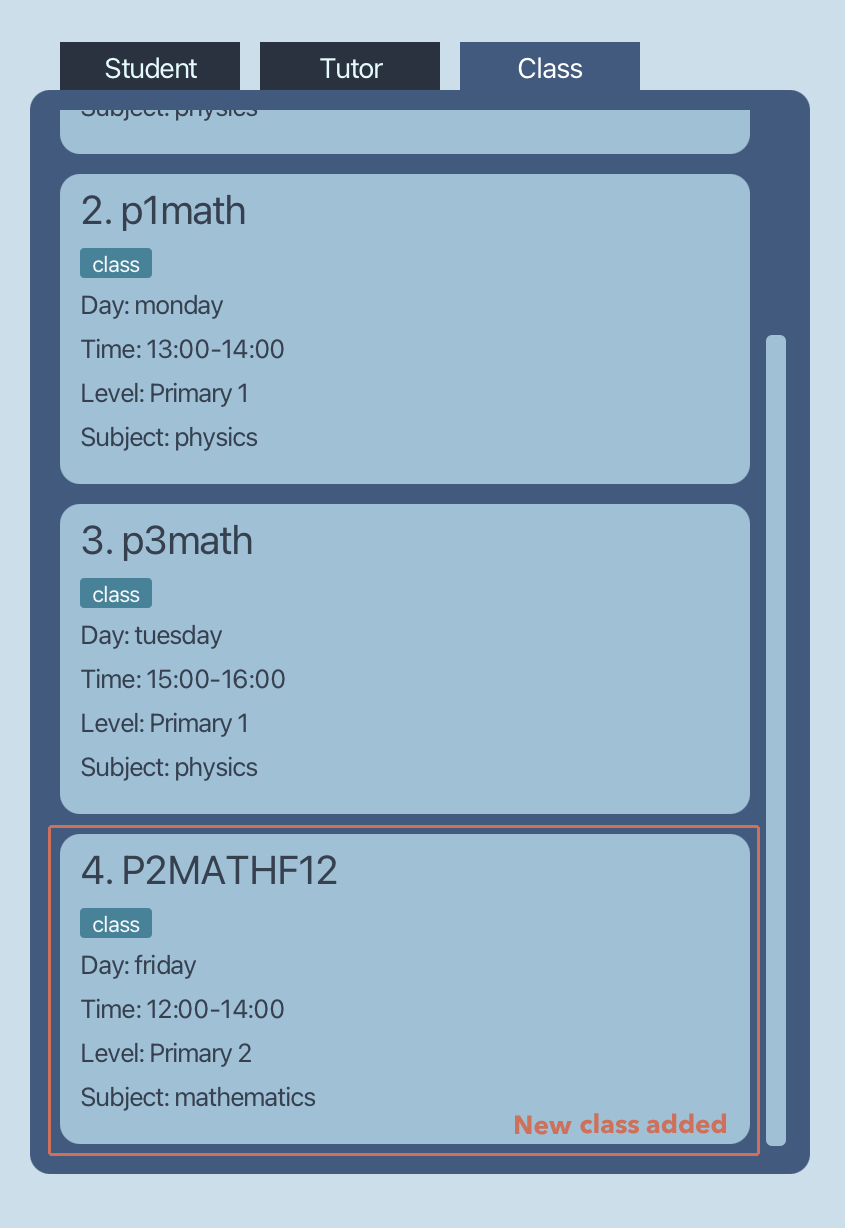 Student Tutor Class
Subject: physics
2. p1math
class
Day: monday
Time: 13:00-14:00
Level: Primary 1
Subject: physics
3. p3math
class
Day: tuesday
Time: 15:00-16:00
Level: Primary 1
Subject: physics
4. P2MATHF12
class
Day: friday
Time: 12:00-14:00
Level: Primary 2
Subject: mathematics
New class added